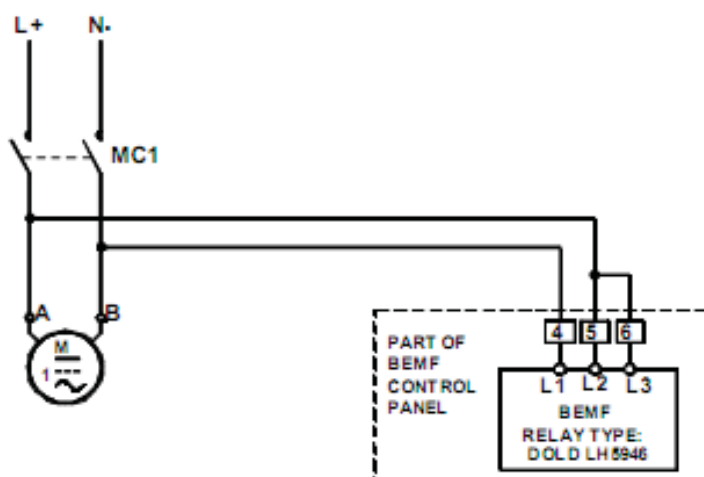 L+ N-
MC1
A B
M
1
PART OF
BEMF
CONTROL
PANEL
4 5 6
L1 L2 L3
BEMF
RELAY TYPE:
DOLD LH5946